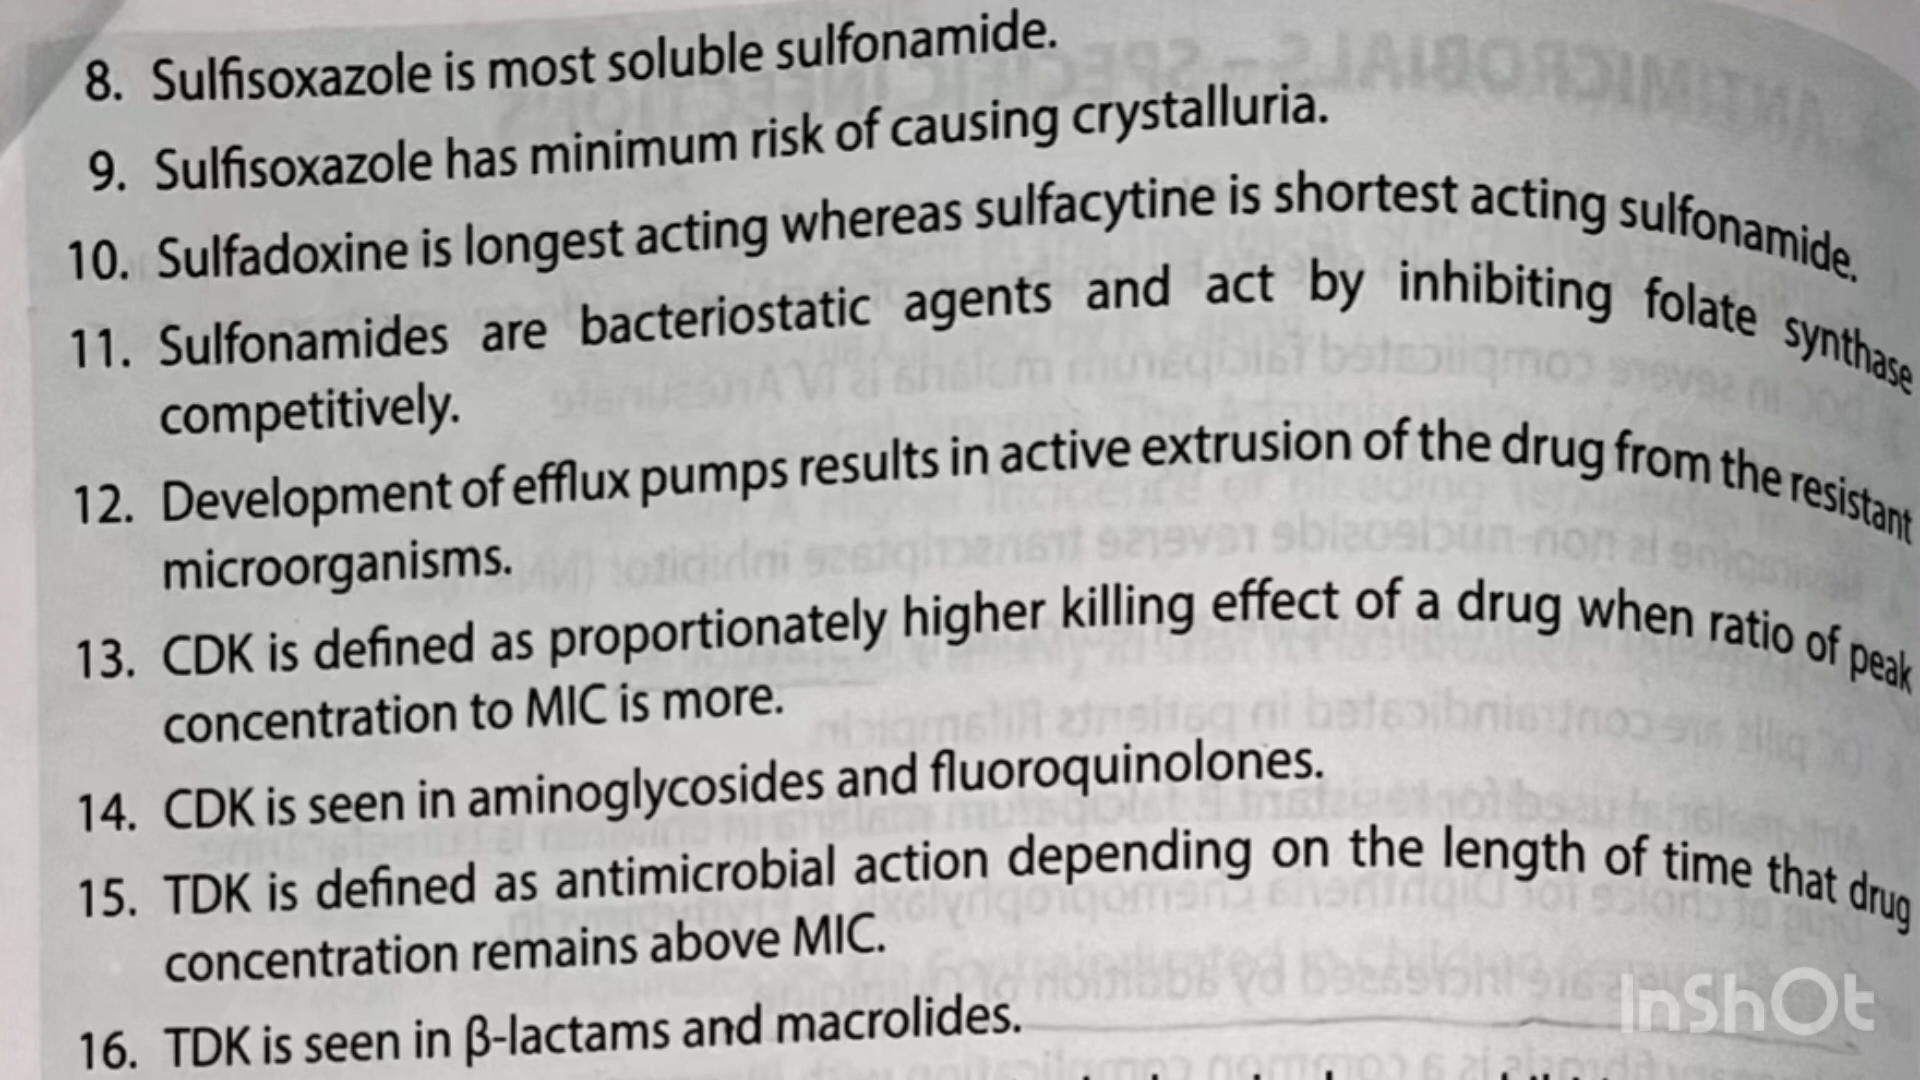 8. Sulfisoxazole is most soluble sulfonamide.
9. Sulfisoxazole has minimum risk of causing crystalluria.
10. Sulfadoxine is longest acting whereas sulfacytine is shortest acting sulfonamide.
11. Sulfonamides are bacteriostatic agents and act by inhibiting folate synthase
competitively.
12. Development of efflux pumps results in active extrusion of the drug from the resistant
microorganisms.
13. CDK is defined as proportionately higher killing effect of a drug when ratio of peak
concentration to MIC is more.
14. CDK is seen in aminoglycosides and fluoroquinolones.
15. TDK is defined as antimicrobial action depending on the length of time that drug
concentration remains above MIC.
16. TDK is seen in β-lactams and macrolides.
InShOt